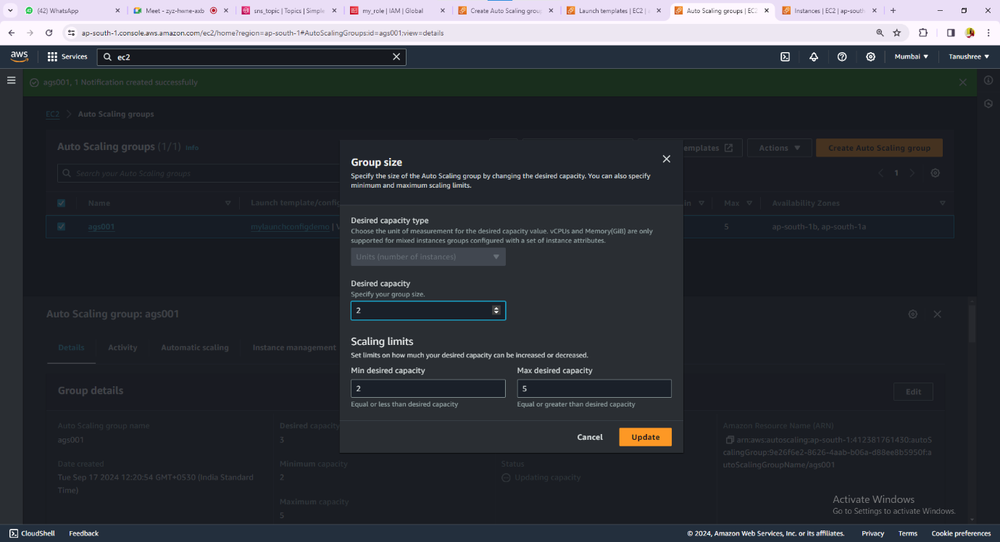 (42) WhatsApp
Meet - zyz-hwne-axb
sns_topic | Topics | Simple
my_role | IAM | Global
Create Auto Scaling group
Launch templates | EC2 | a
Auto Scaling groups | EC2
Instances | EC2 | ap-south
ap-south-1.console.aws.amazon.com/ec2/home?region=ap-south-1#AutoScalingGroups:id=ags001;view=details
aws
Services
ec2
Mumbai
Tanushree
ags001, 1 Notification created successfully
EC2
Auto Scaling groups
Auto Scaling groups (1/1) Info
emplates
Actions
Create Auto Scaling group
Search your Auto Scaling groups
1
Name
Launch template/config
in
Max
Availability Zones
ags001
mylaunchconfigdemo | V
5
ap-south-1b, ap-south-1a
Group size
Specify the size of the Auto Scaling group by changing the desired capacity. You can also specify
minimum and maximum scaling limits.
Desired capacity type
Choose the unit of measurement for the desired capacity value. vCPUs and Memory(GiB) are only
supported for mixed instances groups configured with a set of instance attributes.
Units (number of instances)
Desired capacity
Specify your group size.
2
Scaling limits
Set limits on how much your desired capacity can be increased or decreased.
Min desired capacity
Max desired capacity
2
5
Equal or less than desired capacity
Equal or greater than desired capacity
Cancel
Update
Auto Scaling group: ags001
Details
Activity
Automatic scaling
Instance management
Group details
Edit
Auto Scaling group name
ags001
Date created
Tue Sep 17 2024 12:20:54 GMT+0530 (India Standard
Time)
Desired capacity
3
Minimum capacity
2
Maximum capacity
5
Status
Updating capacity
Amazon Resource Name (ARN)
arn:aws:autoscaling:ap-south-1:412381761430:autoS
calingGroup:9e26f6e2-8626-4aab-b06a-d88ee8b5950f:a
utoScalingGroupName/ags001
Activate Windows
Go to Settings to activate Windows.
CloudShell
Feedback
© 2024, Amazon Web Services, Inc. or its affiliates.
Privacy
Terms
Cookie preferences